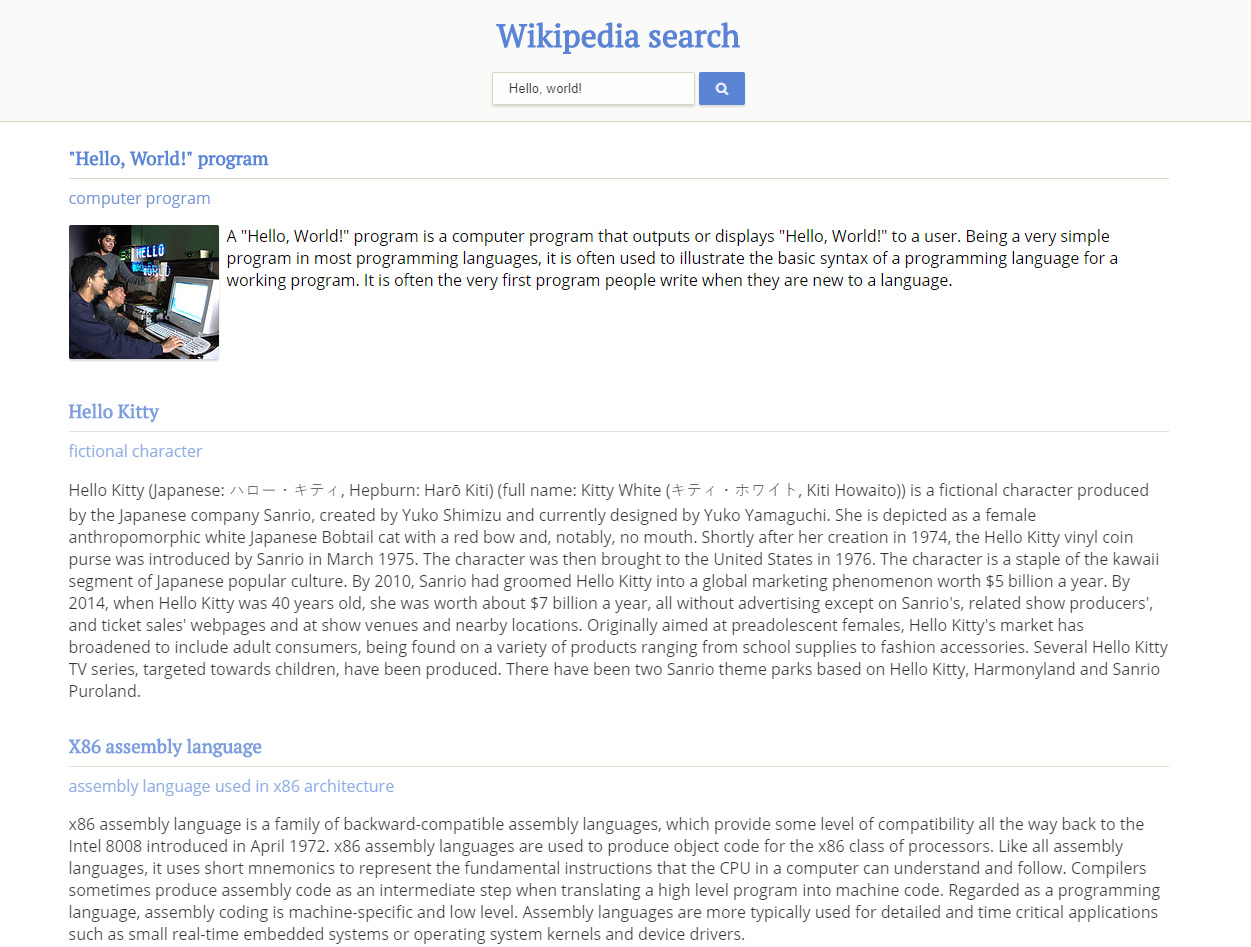 Wikipedia search
Hello, world!
"Hello, World!" program
computer program
HELLO
WORLD
A "Hello, World!" program is a computer program that outputs or displays "Hello, World!" to a user. Being a very simple
program in most programming languages, it is often used to illustrate the basic syntax of a programming language for a
working program. It is often the very first program people write when they are new to a language.
Hello Kitty
fictional character
Hello Kitty (Japanese: ハロー・キティ, Hepburn: Harō Kiti) (full name: Kitty White (キティ・ホワイト, Kiti Howaito)) is a fictional character produced
by the Japanese company Sanrio, created by Yuko Shimizu and currently designed by Yuko Yamaguchi. She is depicted as a female
anthropomorphic white Japanese Bobtail cat with a red bow and, notably, no mouth. Shortly after her creation in 1974, the Hello Kitty vinyl coin
purse was introduced by Sanrio in March 1975. The character was then brought to the United States in 1976. The character is a staple of the kawaii
segment of Japanese popular culture. By 2010, Sanrio had groomed Hello Kitty into a global marketing phenomenon worth $5 billion a year. By
2014, when Hello Kitty was 40 years old, she was worth about $7 billion a year, all without advertising except on Sanrio's, related show producers',
and ticket sales' webpages and at show venues and nearby locations. Originally aimed at preadolescent females, Hello Kitty's market has
broadened to include adult consumers, being found on a variety of products ranging from school supplies to fashion accessories. Several Hello Kitty
TV series, targeted towards children, have been produced. There have been two Sanrio theme parks based on Hello Kitty, Harmonyland and Sanrio
Puroland.
X86 assembly language
assembly language used in x86 architecture
x86 assembly language is a family of backward-compatible assembly languages, which provide some level of compatibility all the way back to the
Intel 8008 introduced in April 1972. x86 assembly languages are used to produce object code for the x86 class of processors. Like all assembly
languages, it uses short mnemonics to represent the fundamental instructions that the CPU in a computer can understand and follow. Compilers
sometimes produce assembly code as an intermediate step when translating a high level program into machine code. Regarded as a programming
language, assembly coding is machine-specific and low level. Assembly languages are more typically used for detailed and time critical applications
such as small real-time embedded systems or operating system kernels and device drivers.